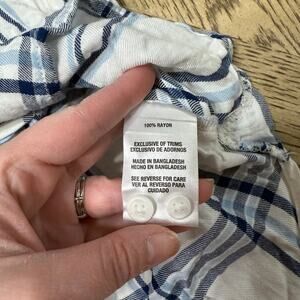 100% RAYON
EXCLUSIVE OF TRIMS
EXCLUSIVO DE ADORNOS
MADE IN BANGLADESH
HECHO EN BANGLADESH
SEE REVERSE FOR CARE
VER AL REVERSO PARA
CUIDADO